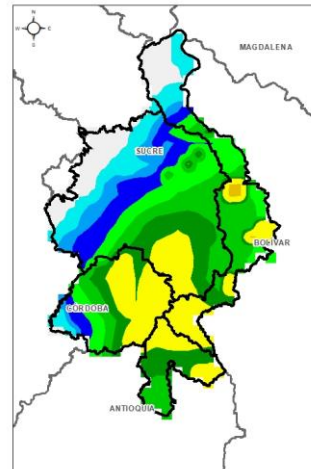 N
W E
S
MAGDALENA
SUCRE
BOLIVAR
CORDOBA
ANTIOQUIA